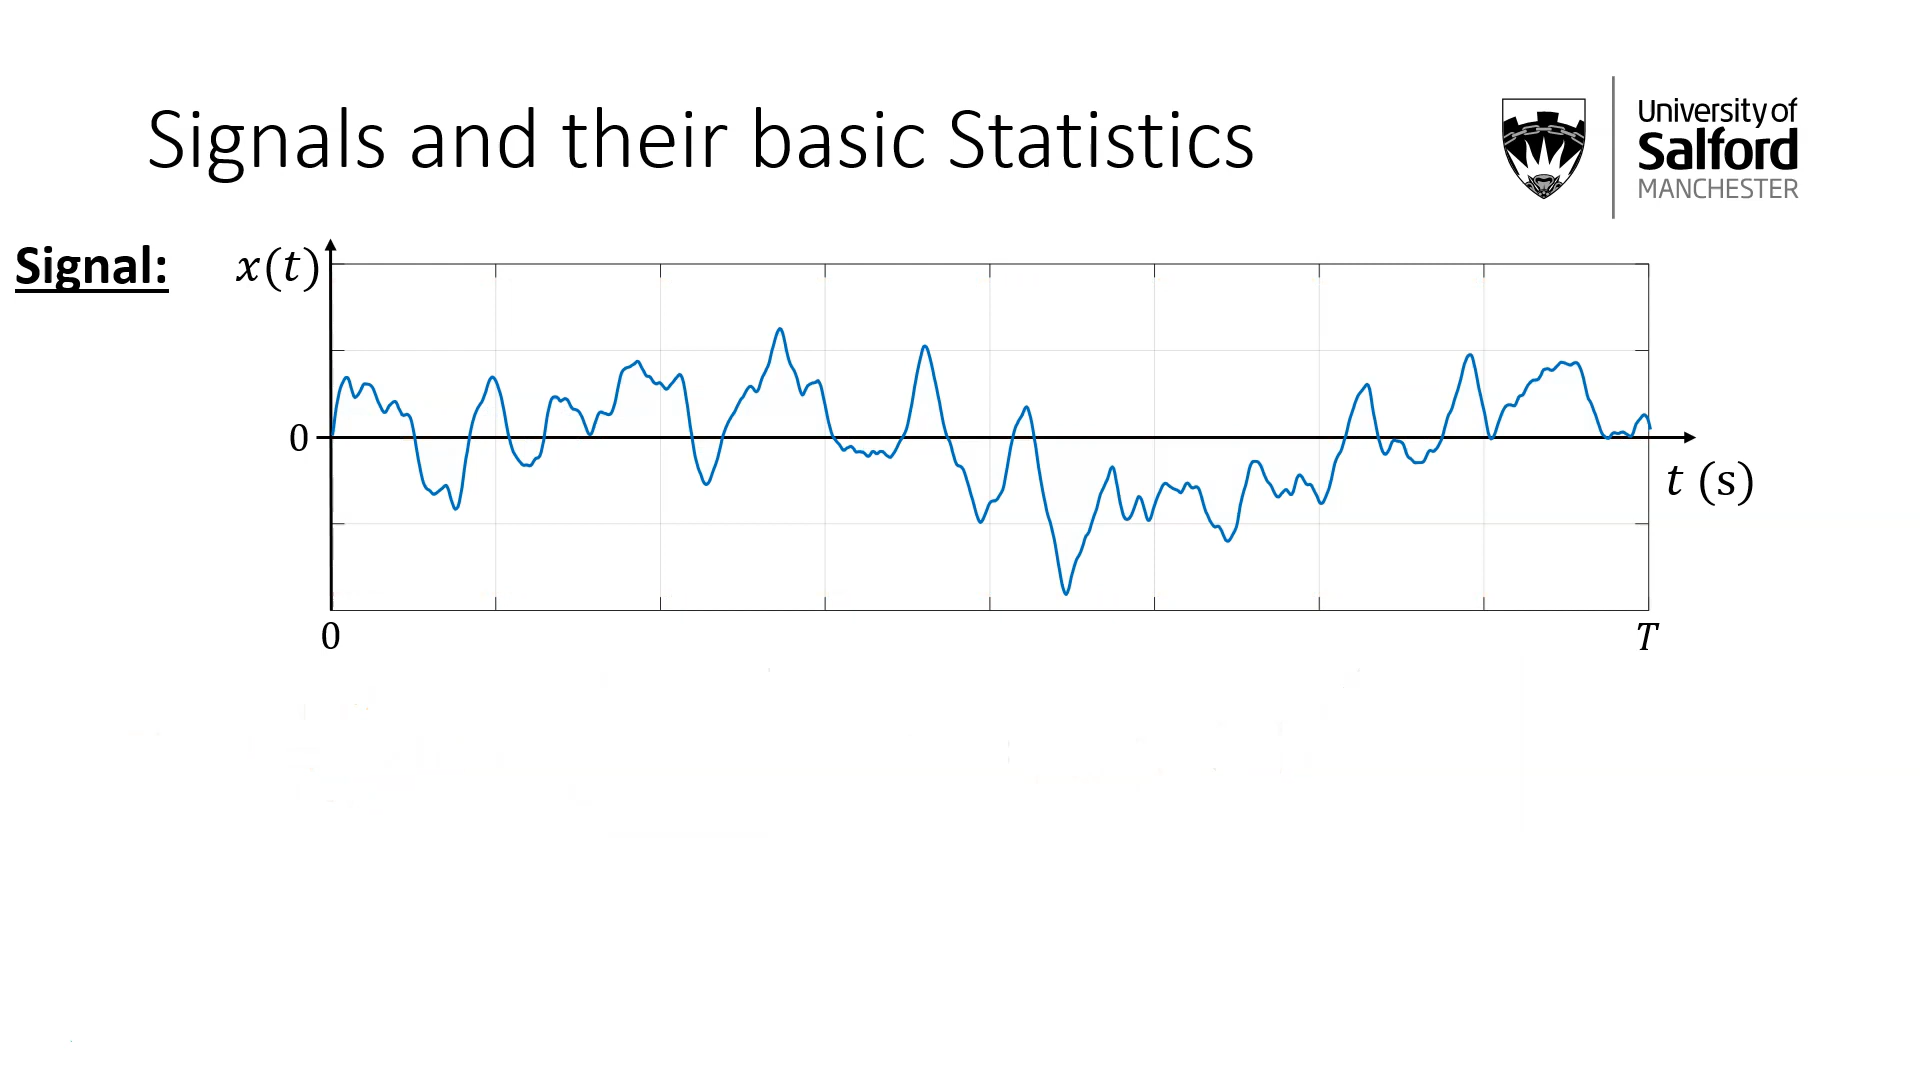 Signals and their basic Statistics
University of
Salford
MANCHESTER
Signal:
x(t)
0
t (s)
0
T